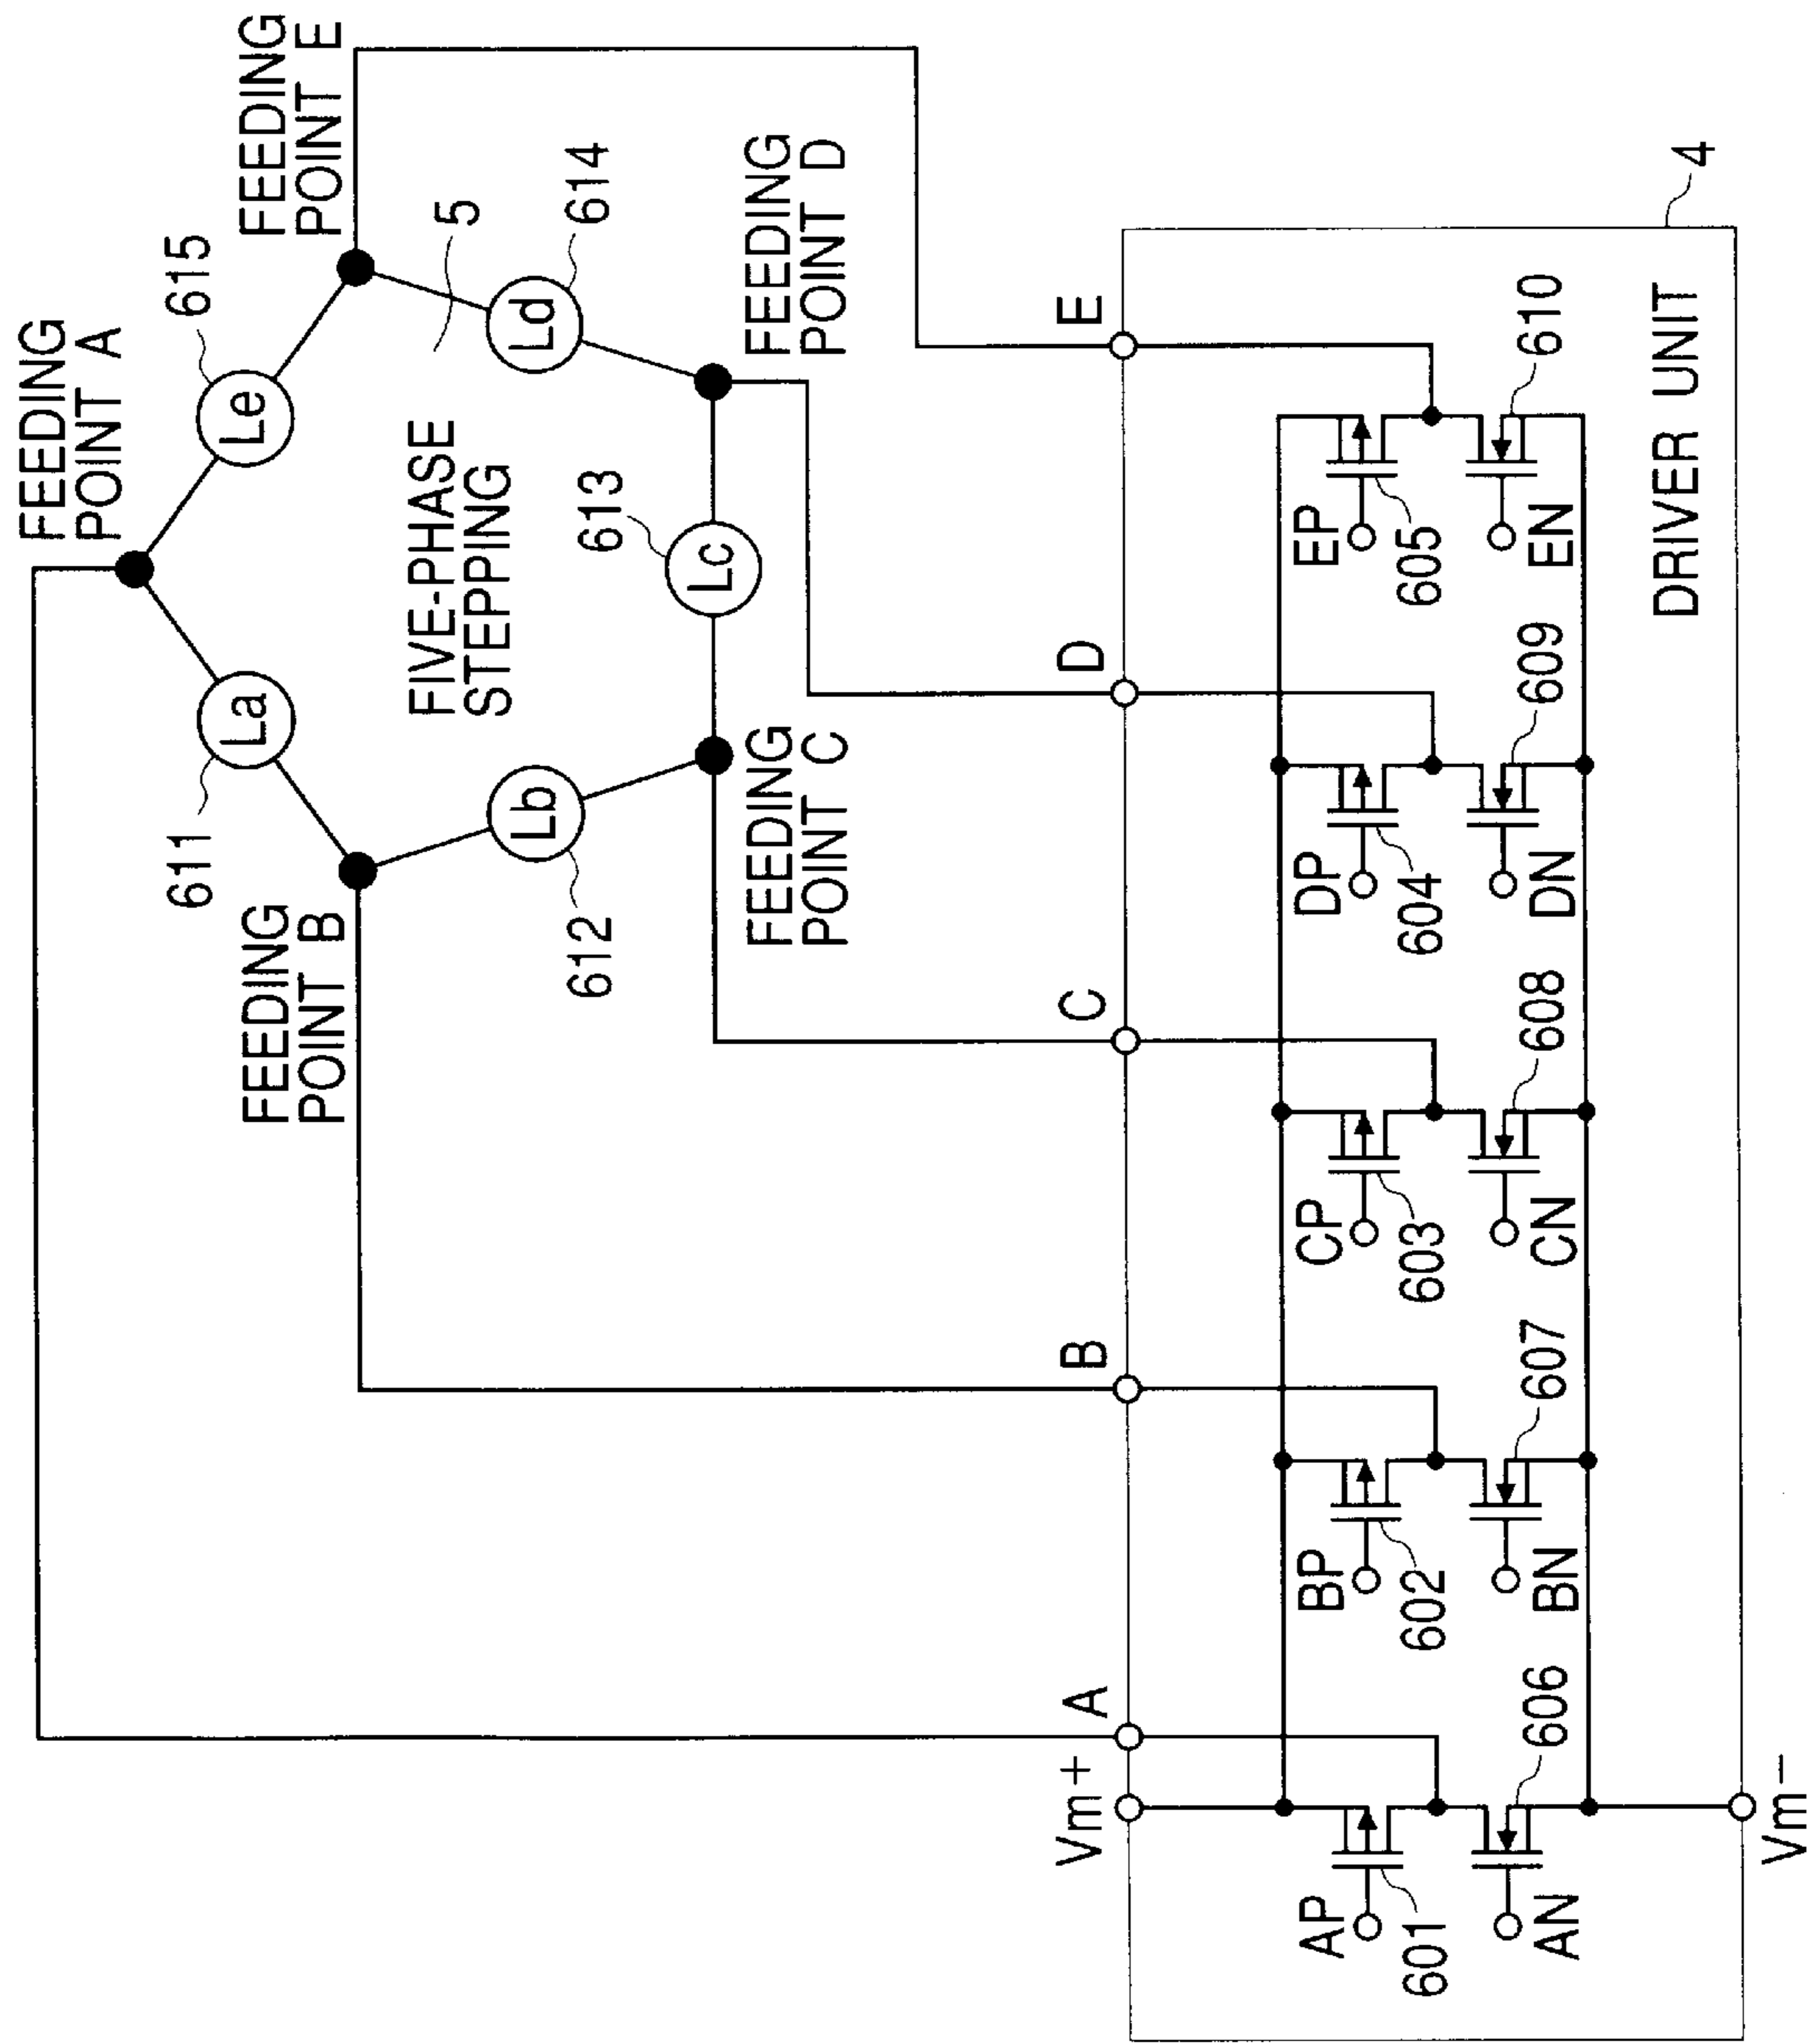 FEEDING
POINT A
FEEDING
POINT E
615
Le
611
La
5
FIVE-PHASE
STEPPING
Ld
614
FEEDING
POINT B
Lb
612
613
Lc
FEEDING
POINT C
FEEDING
POINT D
Vm+
A
B
C
D
E
4
AP
601
BP
602
CP
603
DP
604
EP
605
AN
606
BN
607
CN
608
DN
609
EN
610
DRIVER UNIT
Vm−